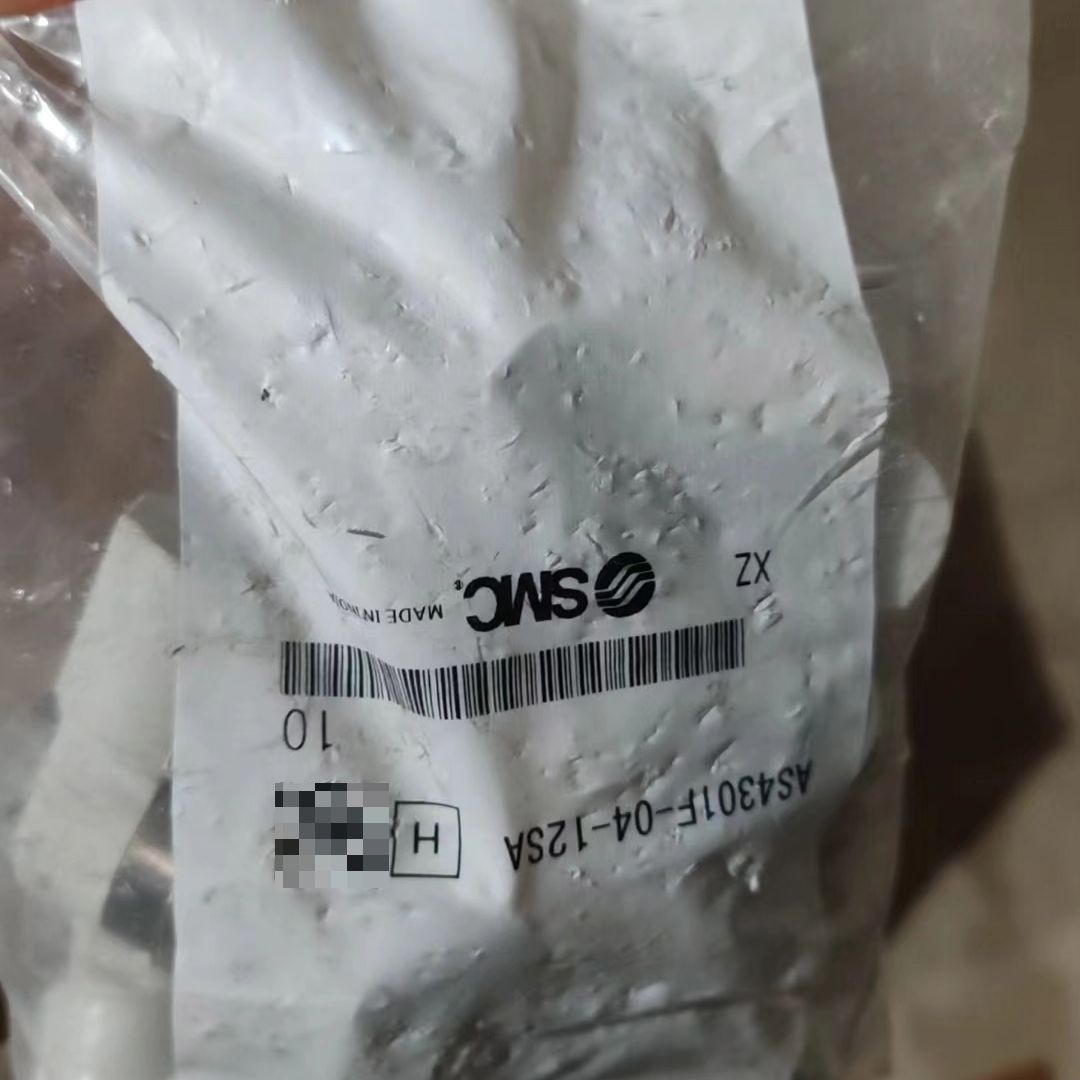 AS4301F-04-12SA H
10
SMC® MADE IN INDIA
XZ